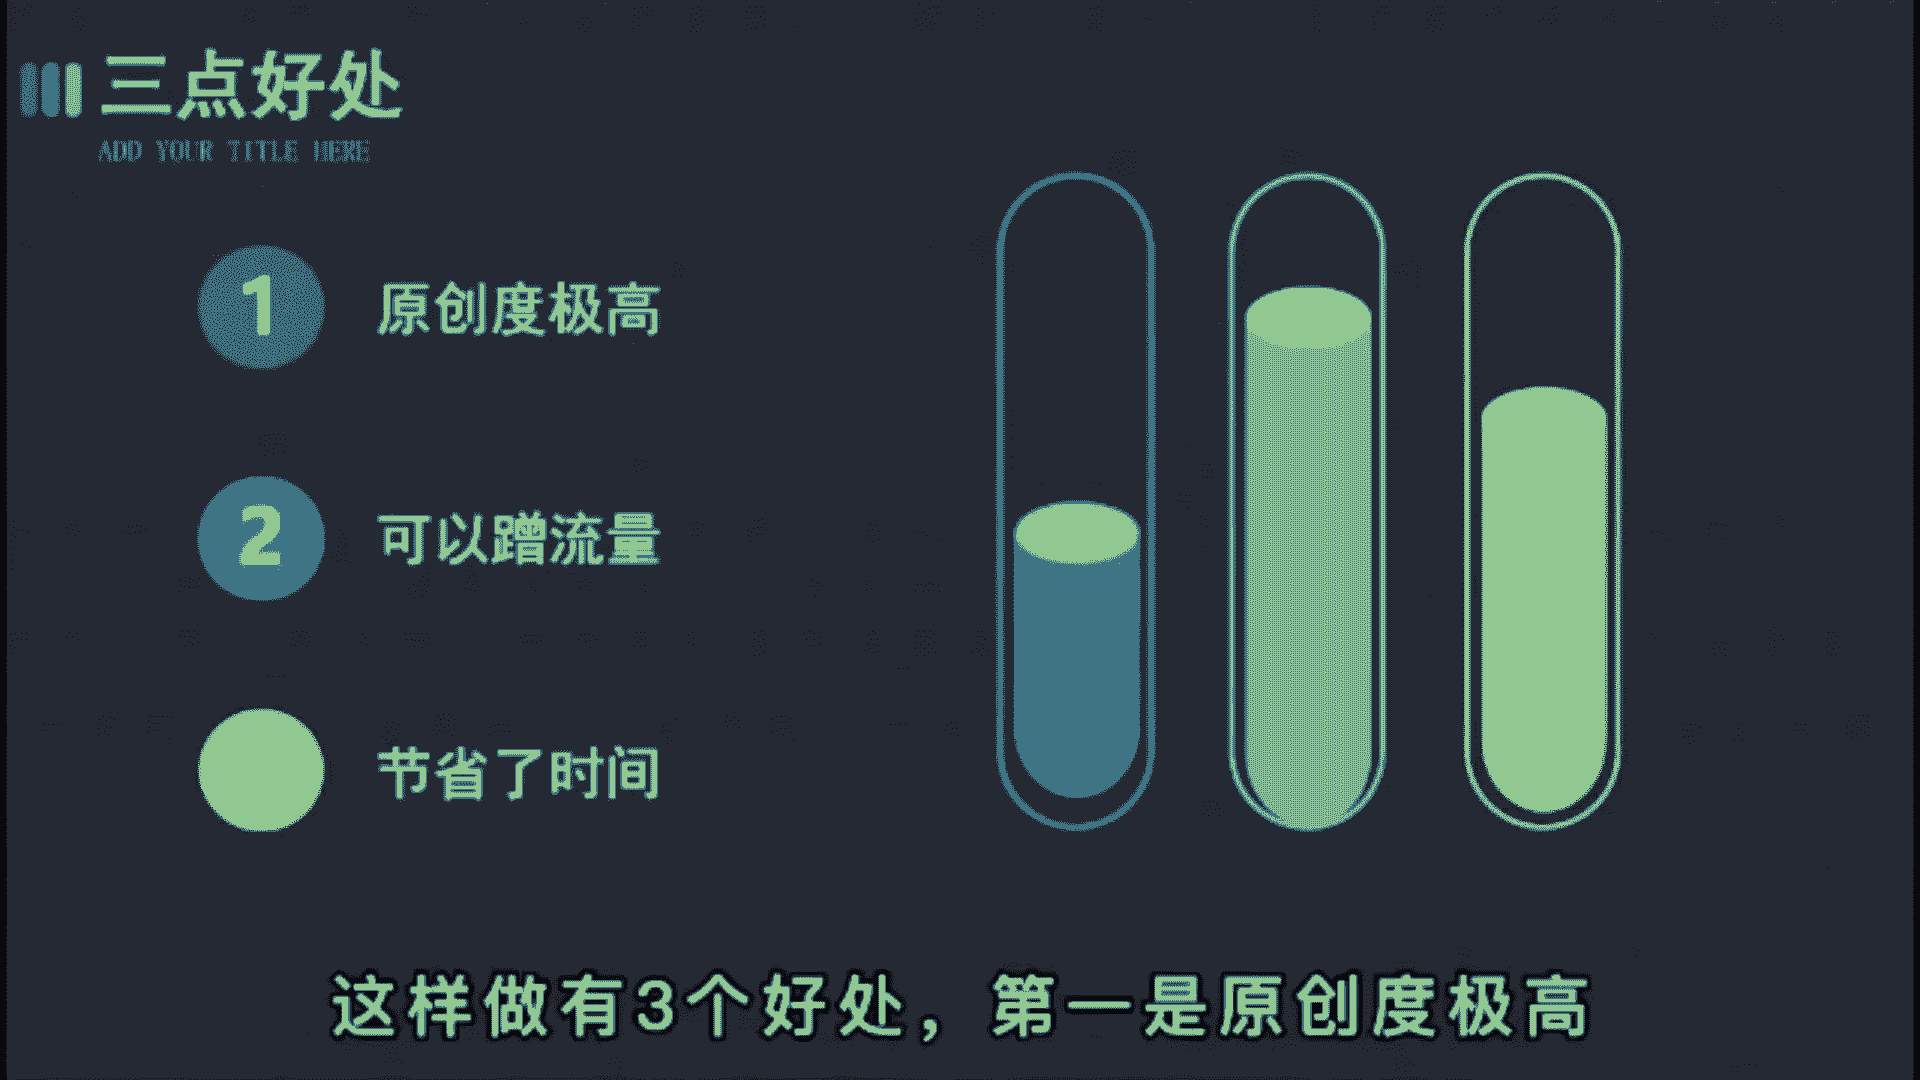 三点好处
ADD YOUR TITLE HERE
1 原创度极高
2 可以蹭流量
节省了时间
这样做有3个好处，第一是原创度极高